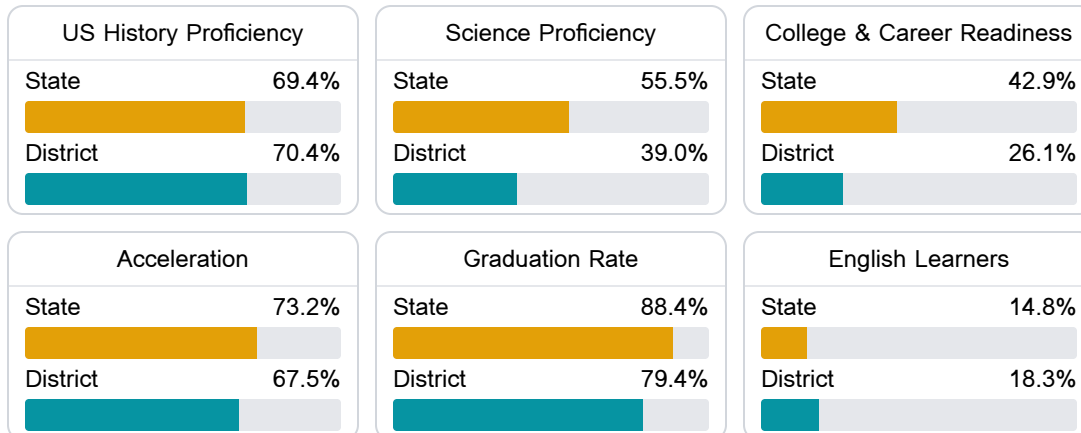 US History Proficiency
State 69.4%
District 70.4%
Science Proficiency
State 55.5%
District 39.0%
College & Career Readiness
State 42.9%
District 26.1%
Acceleration
State 73.2%
District 67.5%
Graduation Rate
State 88.4%
District 79.4%
English Learners
State 14.8%
District 18.3%